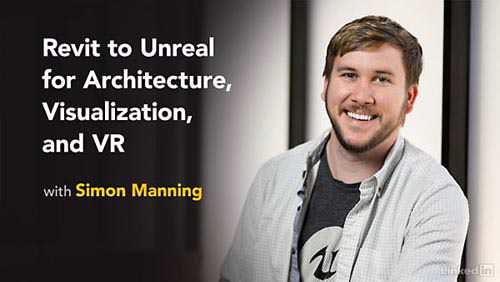 Revit to Unreal
for Architecture,
Visualization,
and VR
with Simon Manning
Linked in